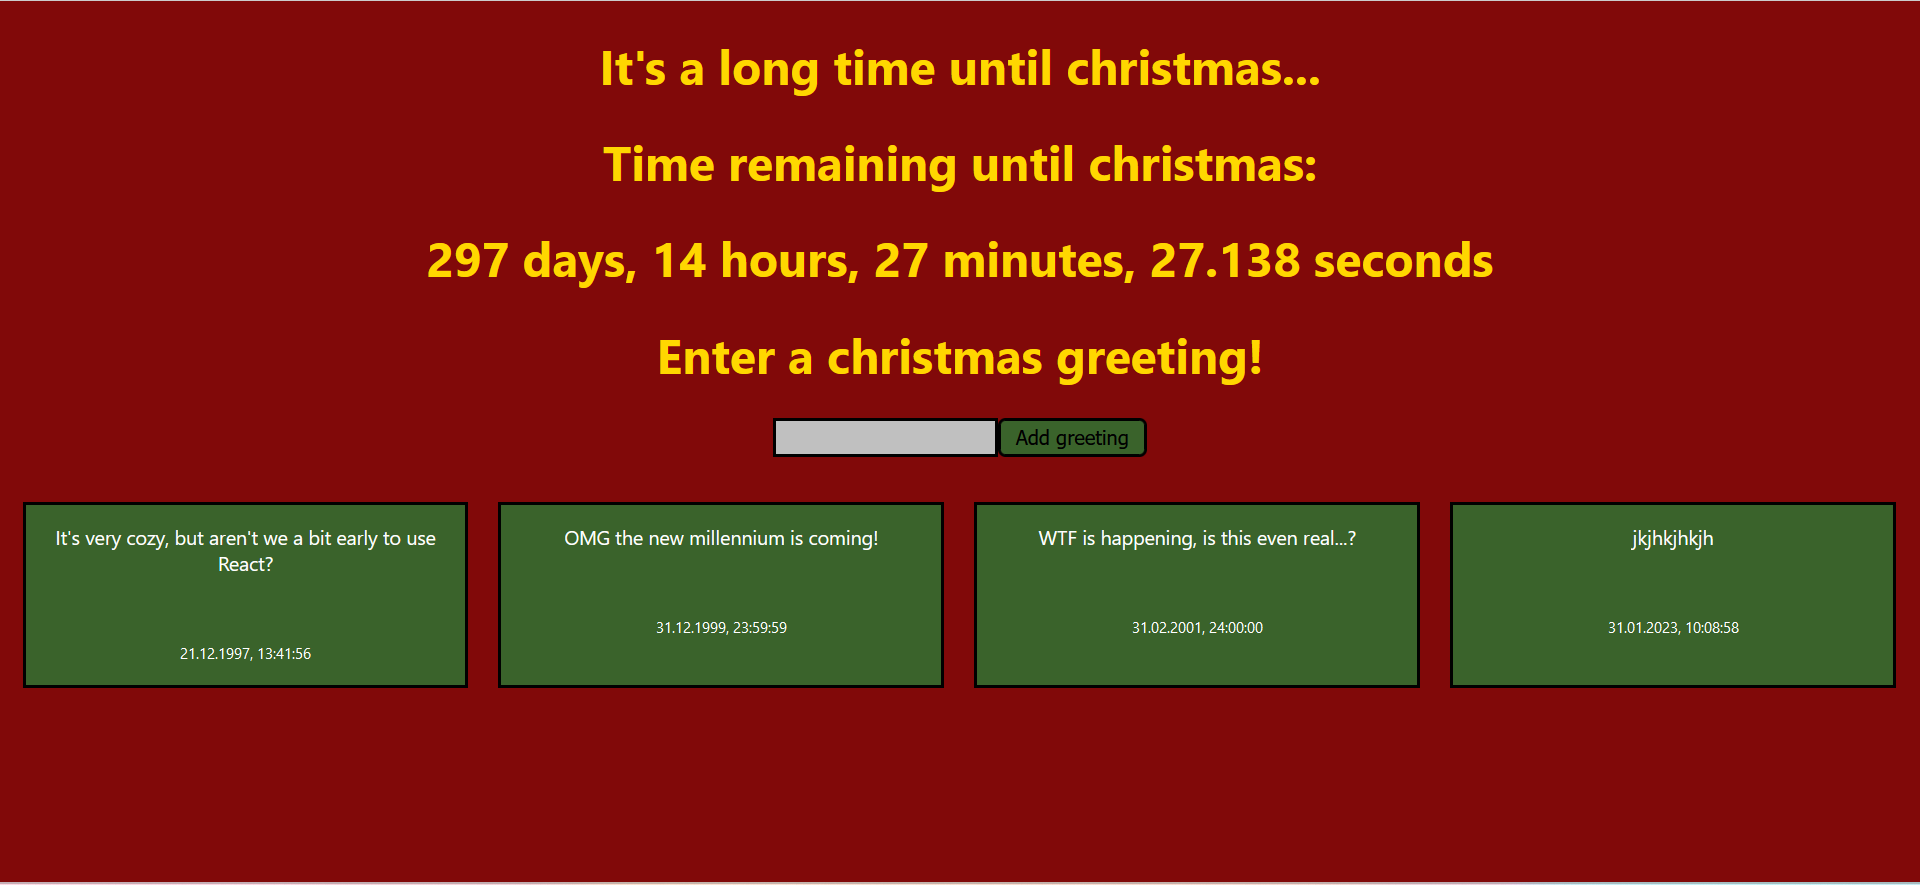 It's a long time until christmas...
Time remaining until christmas:
297 days, 14 hours, 27 minutes, 27.138 seconds
Enter a christmas greeting!
Add greeting
It's very cozy, but aren't we a bit early to use
React?
21.12.1997, 13:41:56
OMG the new millennium is coming!
31.12.1999, 23:59:59
WTF is happening, is this even real...?
31.02.2001, 24:00:00
jkjhkjhkjh
31.01.2023, 10:08:58